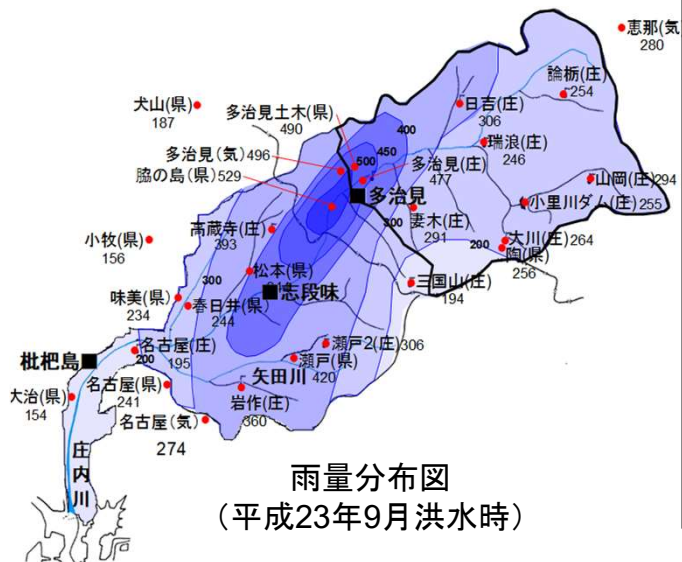 恵那(気
280
論栃(庄)
254
犬山(県)
187
多治見土木(県)
490
日吉(庄)
306
400
450
500
瑞浪(庄)
246
多治見(気)496
多治見(庄)
477
脇の島(県)529
山岡(庄)294
多治見
小里川ダム(庄)255
妻木(庄)
291
300
高蔵寺(庄)
393
小牧(県)
156
大川(庄)264
200
陶(県)
256
松本(県)
300
三国山(庄)
194
志段味
味美(県)
234
春日井(県)
244
瀬戸2(庄)306
名古屋(庄)
195
200
枇杷島
瀬戸(県)
420
矢田川
名古屋(県)
241
大治(県)
154
岩作(庄)
360
名古屋(気)
274
庄内川
雨量分布図
(平成23年9月洪水時)